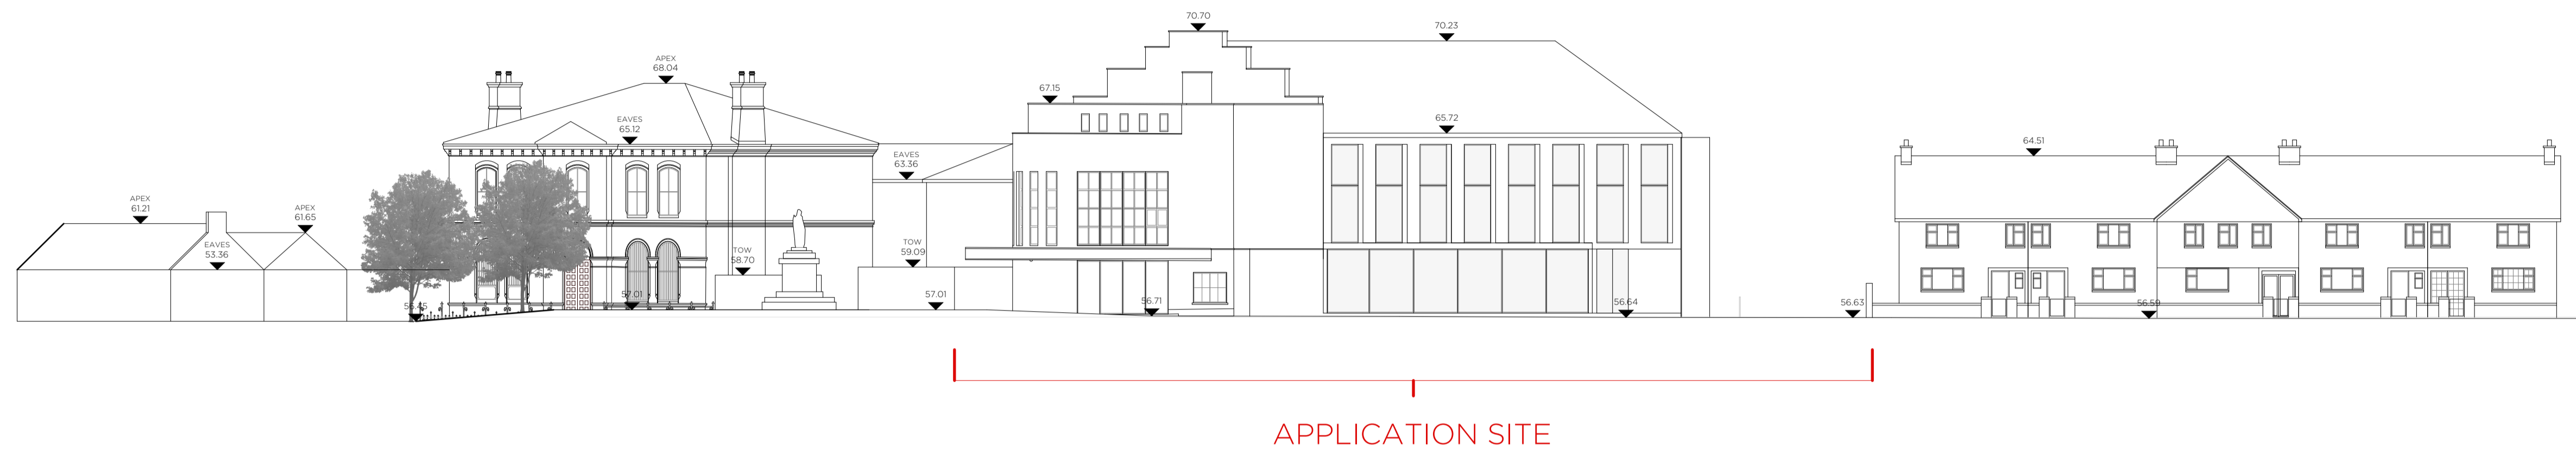 APEX
61.21
EAVES
53.36
APEX
61.65
56.45
EAVES
65.12
APEX
68.04
57.01
TOW
58.70
EAVES
63.36
TOW
59.09
57.01
67.15
70.70
56.71
70.23
65.72
56.64
56.63
64.51
56.59
APPLICATION SITE